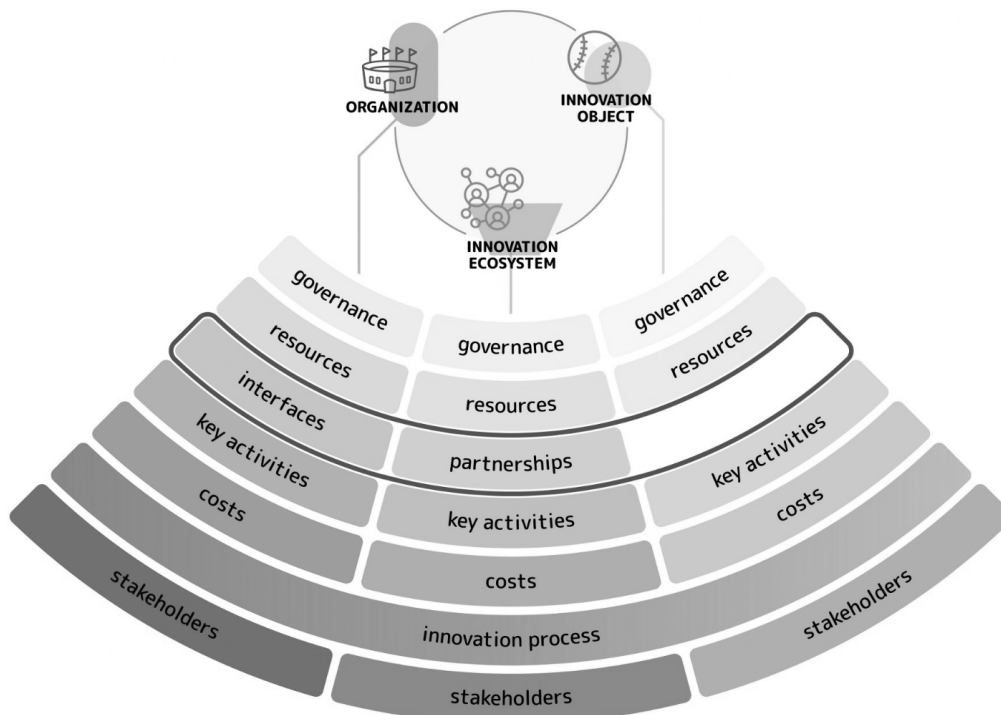 ORGANIZATION
INNOVATION
OBJECT
INNOVATION
ECOSYSTEM
governance
governance
governance
resources
resources
resources
interfaces
partnerships
key activities
key activities
key activities
costs
costs
costs
innovation process
stakeholders
stakeholders
stakeholders